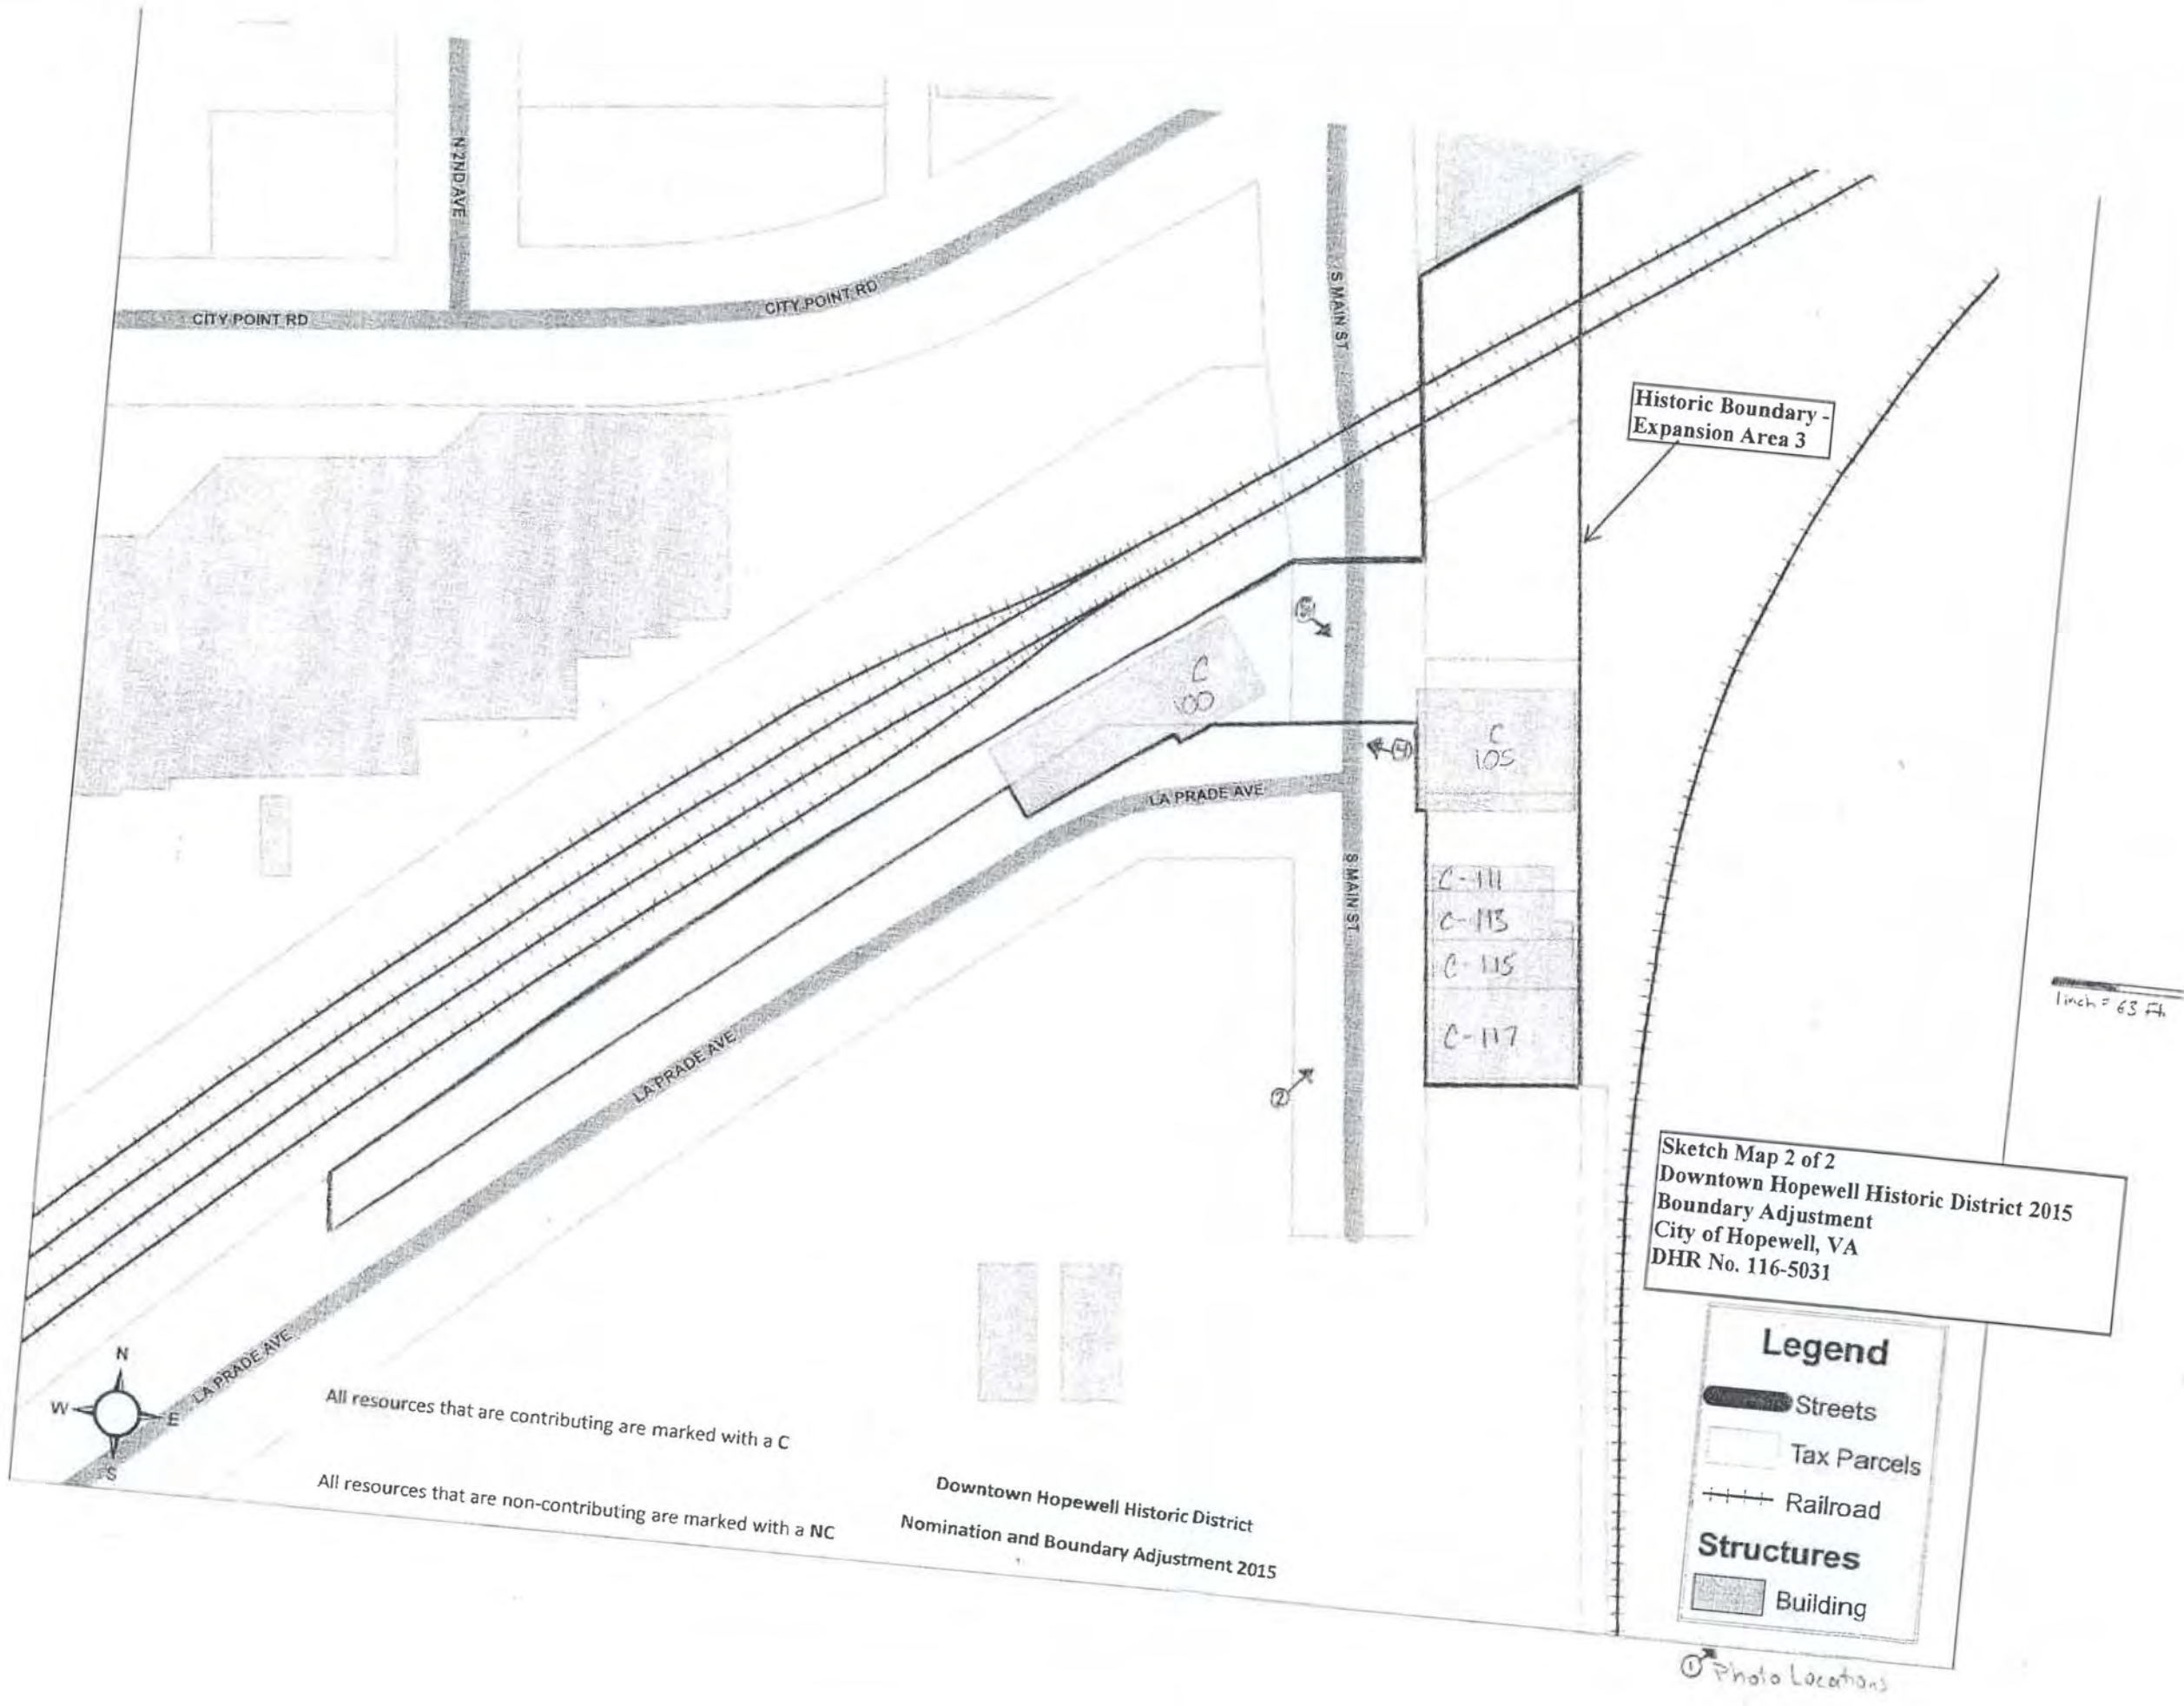 N 2ND AVE
CITY POINT RD
CITY POINT RD
S MAIN ST
Historic Boundary -
Expansion Area 3
C
100
C
105
LA PRADE AVE
S MAIN ST
C-111
C-113
C-115
C-117
2
LA PRADE AVE
1 inch = 63 Ft.
Sketch Map 2 of 2
Downtown Hopewell Historic District 2015
Boundary Adjustment
City of Hopewell, VA
DHR No. 116-5031
Legend
Streets
Tax Parcels
Railroad
Structures
Building
N
W
E
S
LA PRADE AVE
All resources that are contributing are marked with a C
All resources that are non-contributing are marked with a NC
Downtown Hopewell Historic District
Nomination and Boundary Adjustment 2015
1 Photo Locations